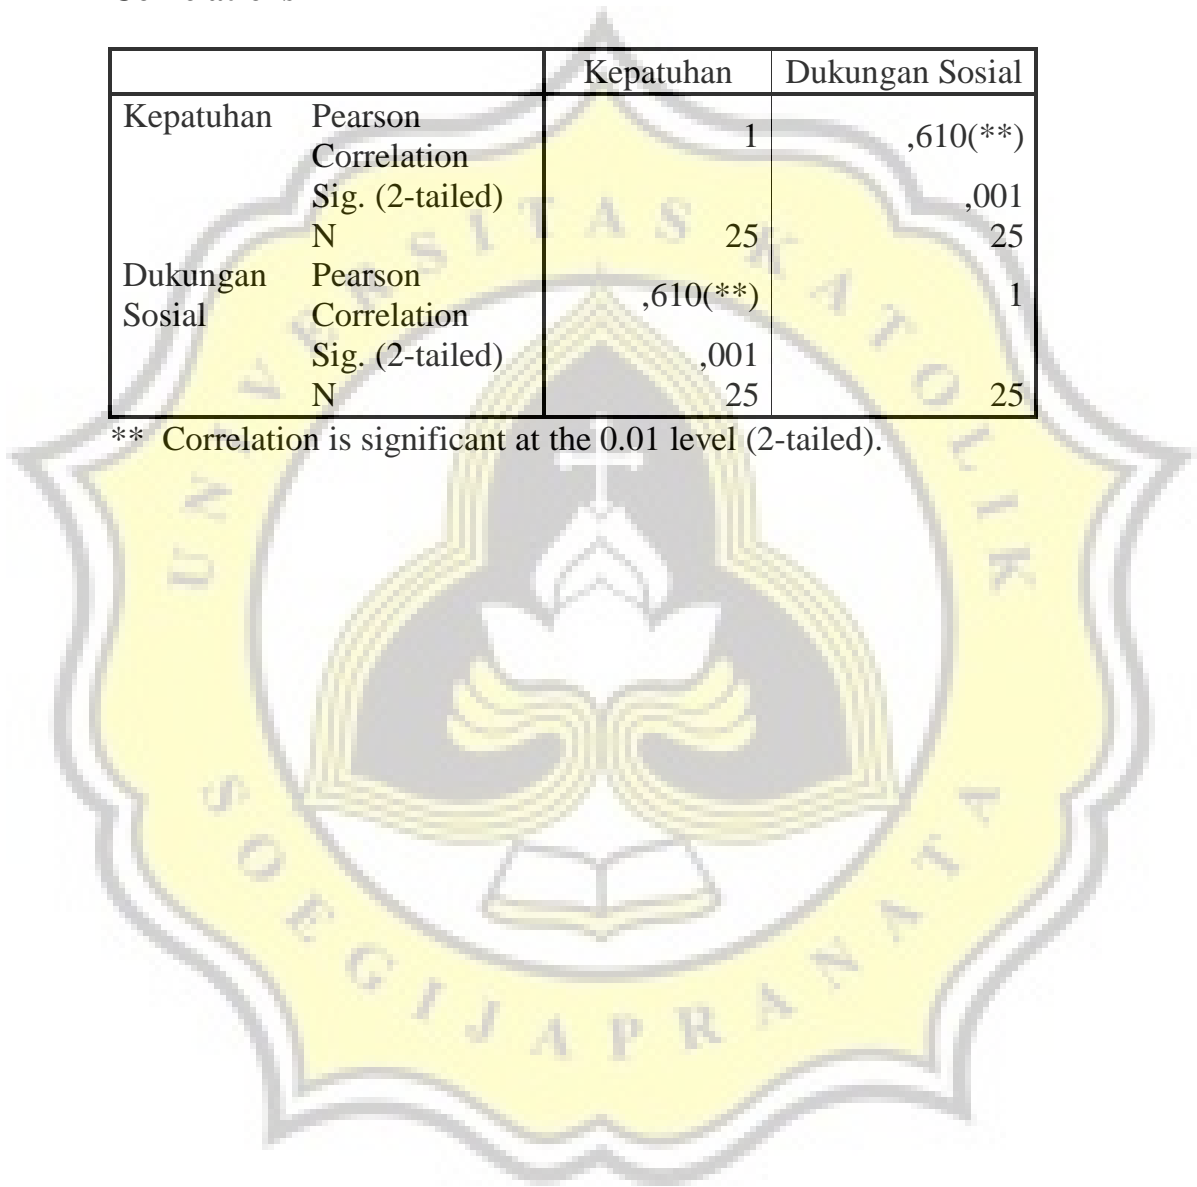 Kepatuhan Dukungan Sosial
Kepatuhan Pearson Correlation 1 ,610(**)
Sig. (2-tailed) ,001
N 25 25
Dukungan Sosial Pearson Correlation ,610(**) 1
Sig. (2-tailed) ,001
N 25 25
** Correlation is significant at the 0.01 level (2-tailed).
UNIVERSITAS KATOLIK
SOEGIJAPRANATA